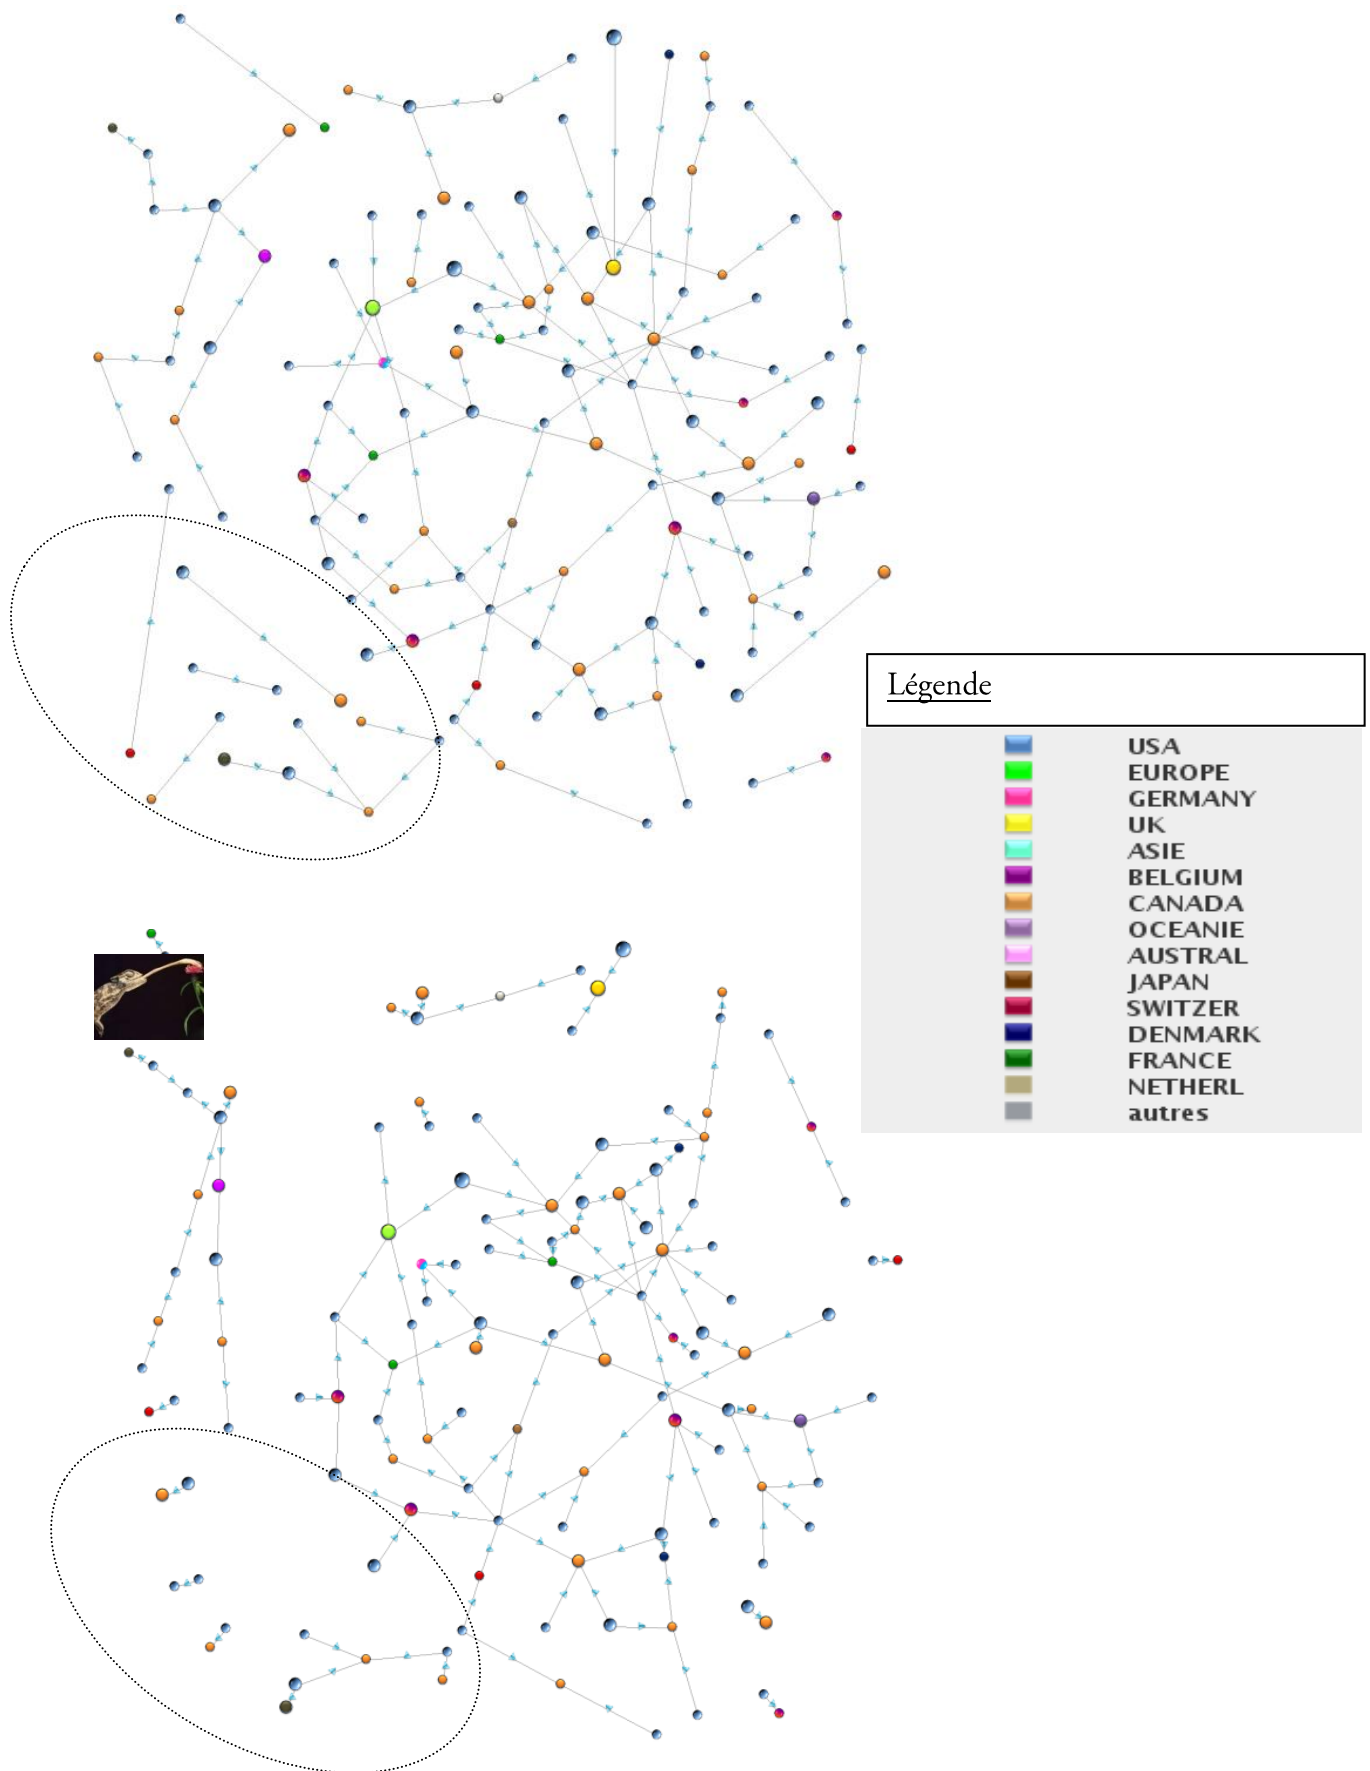 Légende
USA
EUROPE
GERMANY
UK
ASIE
BELGIUM
CANADA
OCEANIE
AUSTRAL
JAPAN
SWITZER
DENMARK
FRANCE
NETHERL
autres